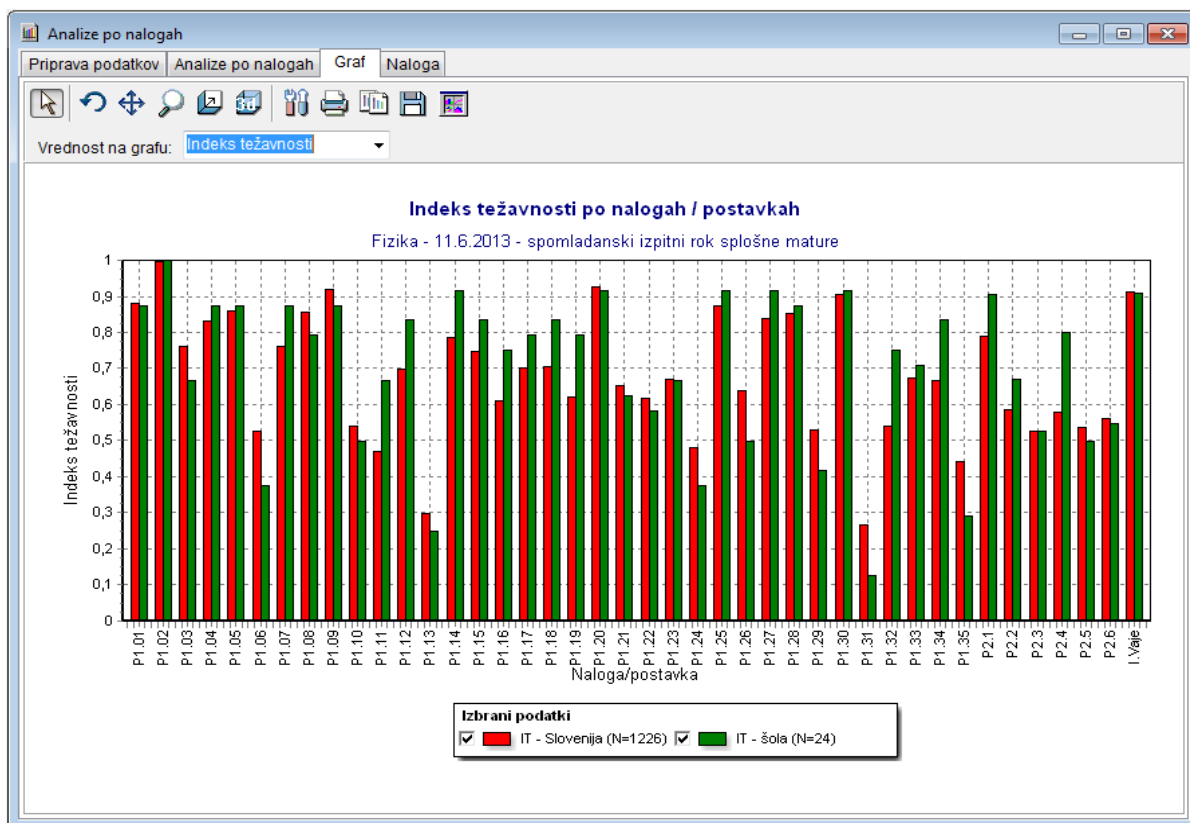 Analize po nalogah
Priprava podatkov Analize po nalogah Graf Naloga
3d
Vrednost na grafu: Indeks težavnosti
Indeks težavnosti po nalogah / postavkah
Fizika - 11.6.2013 - spomladanski izpitni rok splošne mature
Indeks težavnosti
1
0,9
0,8
0,7
0,6
0,5
0,4
0,3
0,2
0,1
0
P1.01 P1.02 P1.03 P1.04 P1.05 P1.06 P1.07 P1.08 P1.09 P1.10 P1.11 P1.12 P1.13 P1.14 P1.15 P1.16 P1.17 P1.18 P1.19 P1.20 P1.21 P1.22 P1.23 P1.24 P1.25 P1.26 P1.27 P1.28 P1.29 P1.30 P1.31 P1.32 P1.33 P1.34 P1.35 P2.1 P2.2 P2.3 P2.4 P2.5 P2.6 I.Vaje
Naloga/postavka
Izbrani podatki
IT - Slovenija (N=1226) IT - šola (N=24)